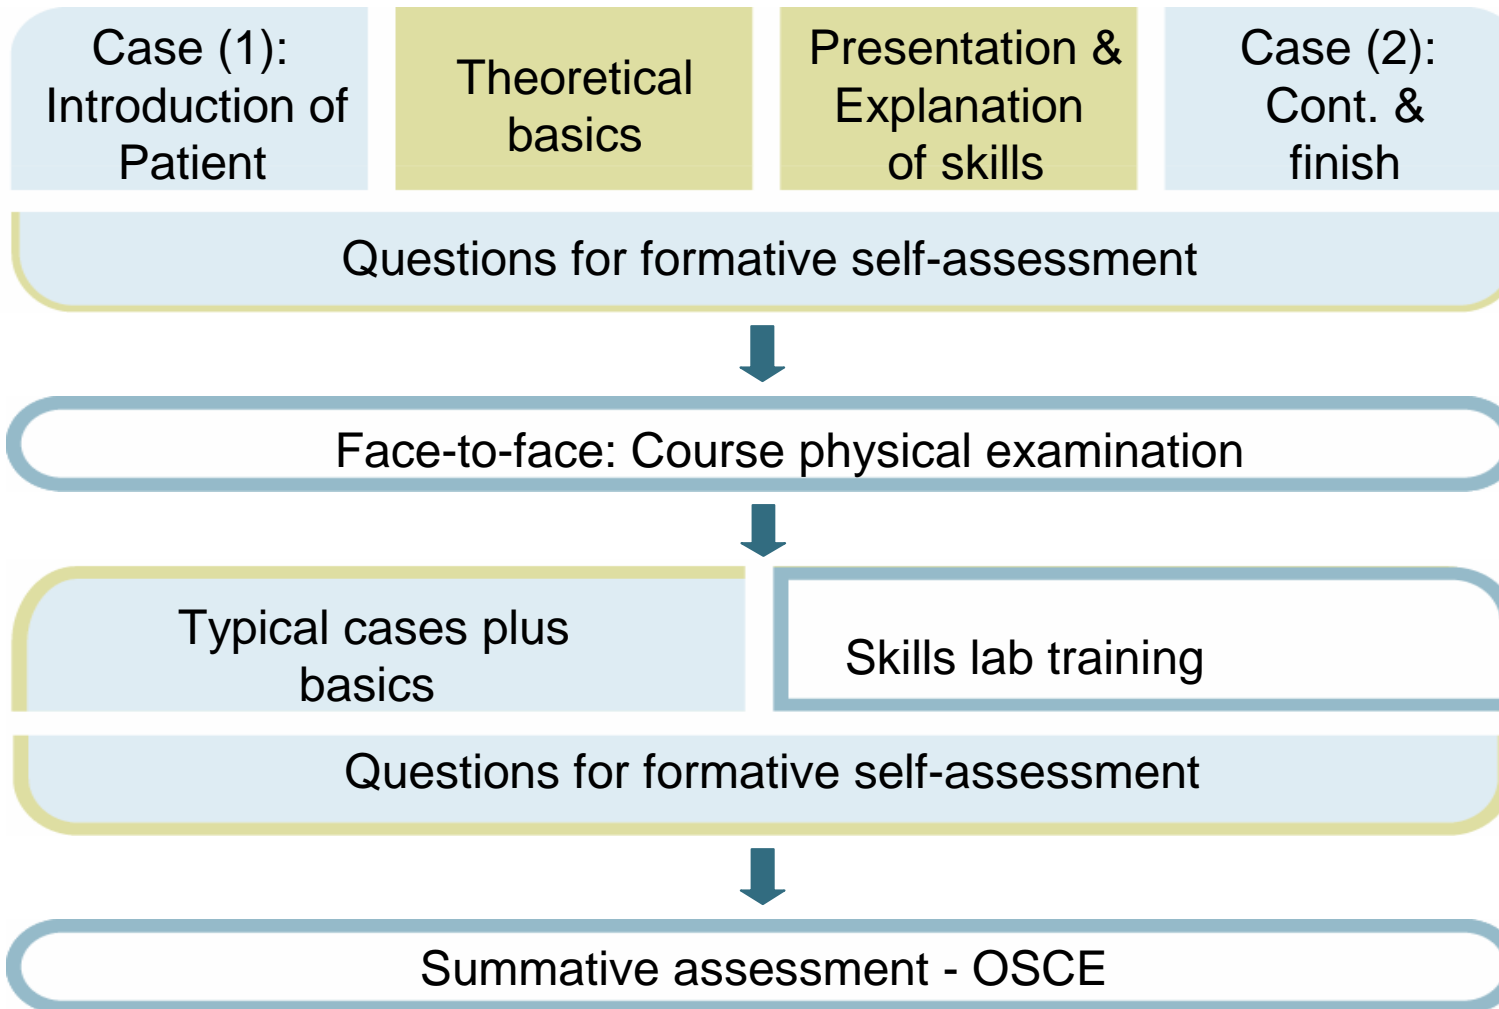 Case (1):
Introduction of
Patient
Theoretical
basics
Presentation &
Explanation
of skills
Case (2):
Cont. &
finish
Questions for formative self-assessment
Face-to-face: Course physical examination
Typical cases plus
basics
Skills lab training
Questions for formative self-assessment
Summative assessment - OSCE